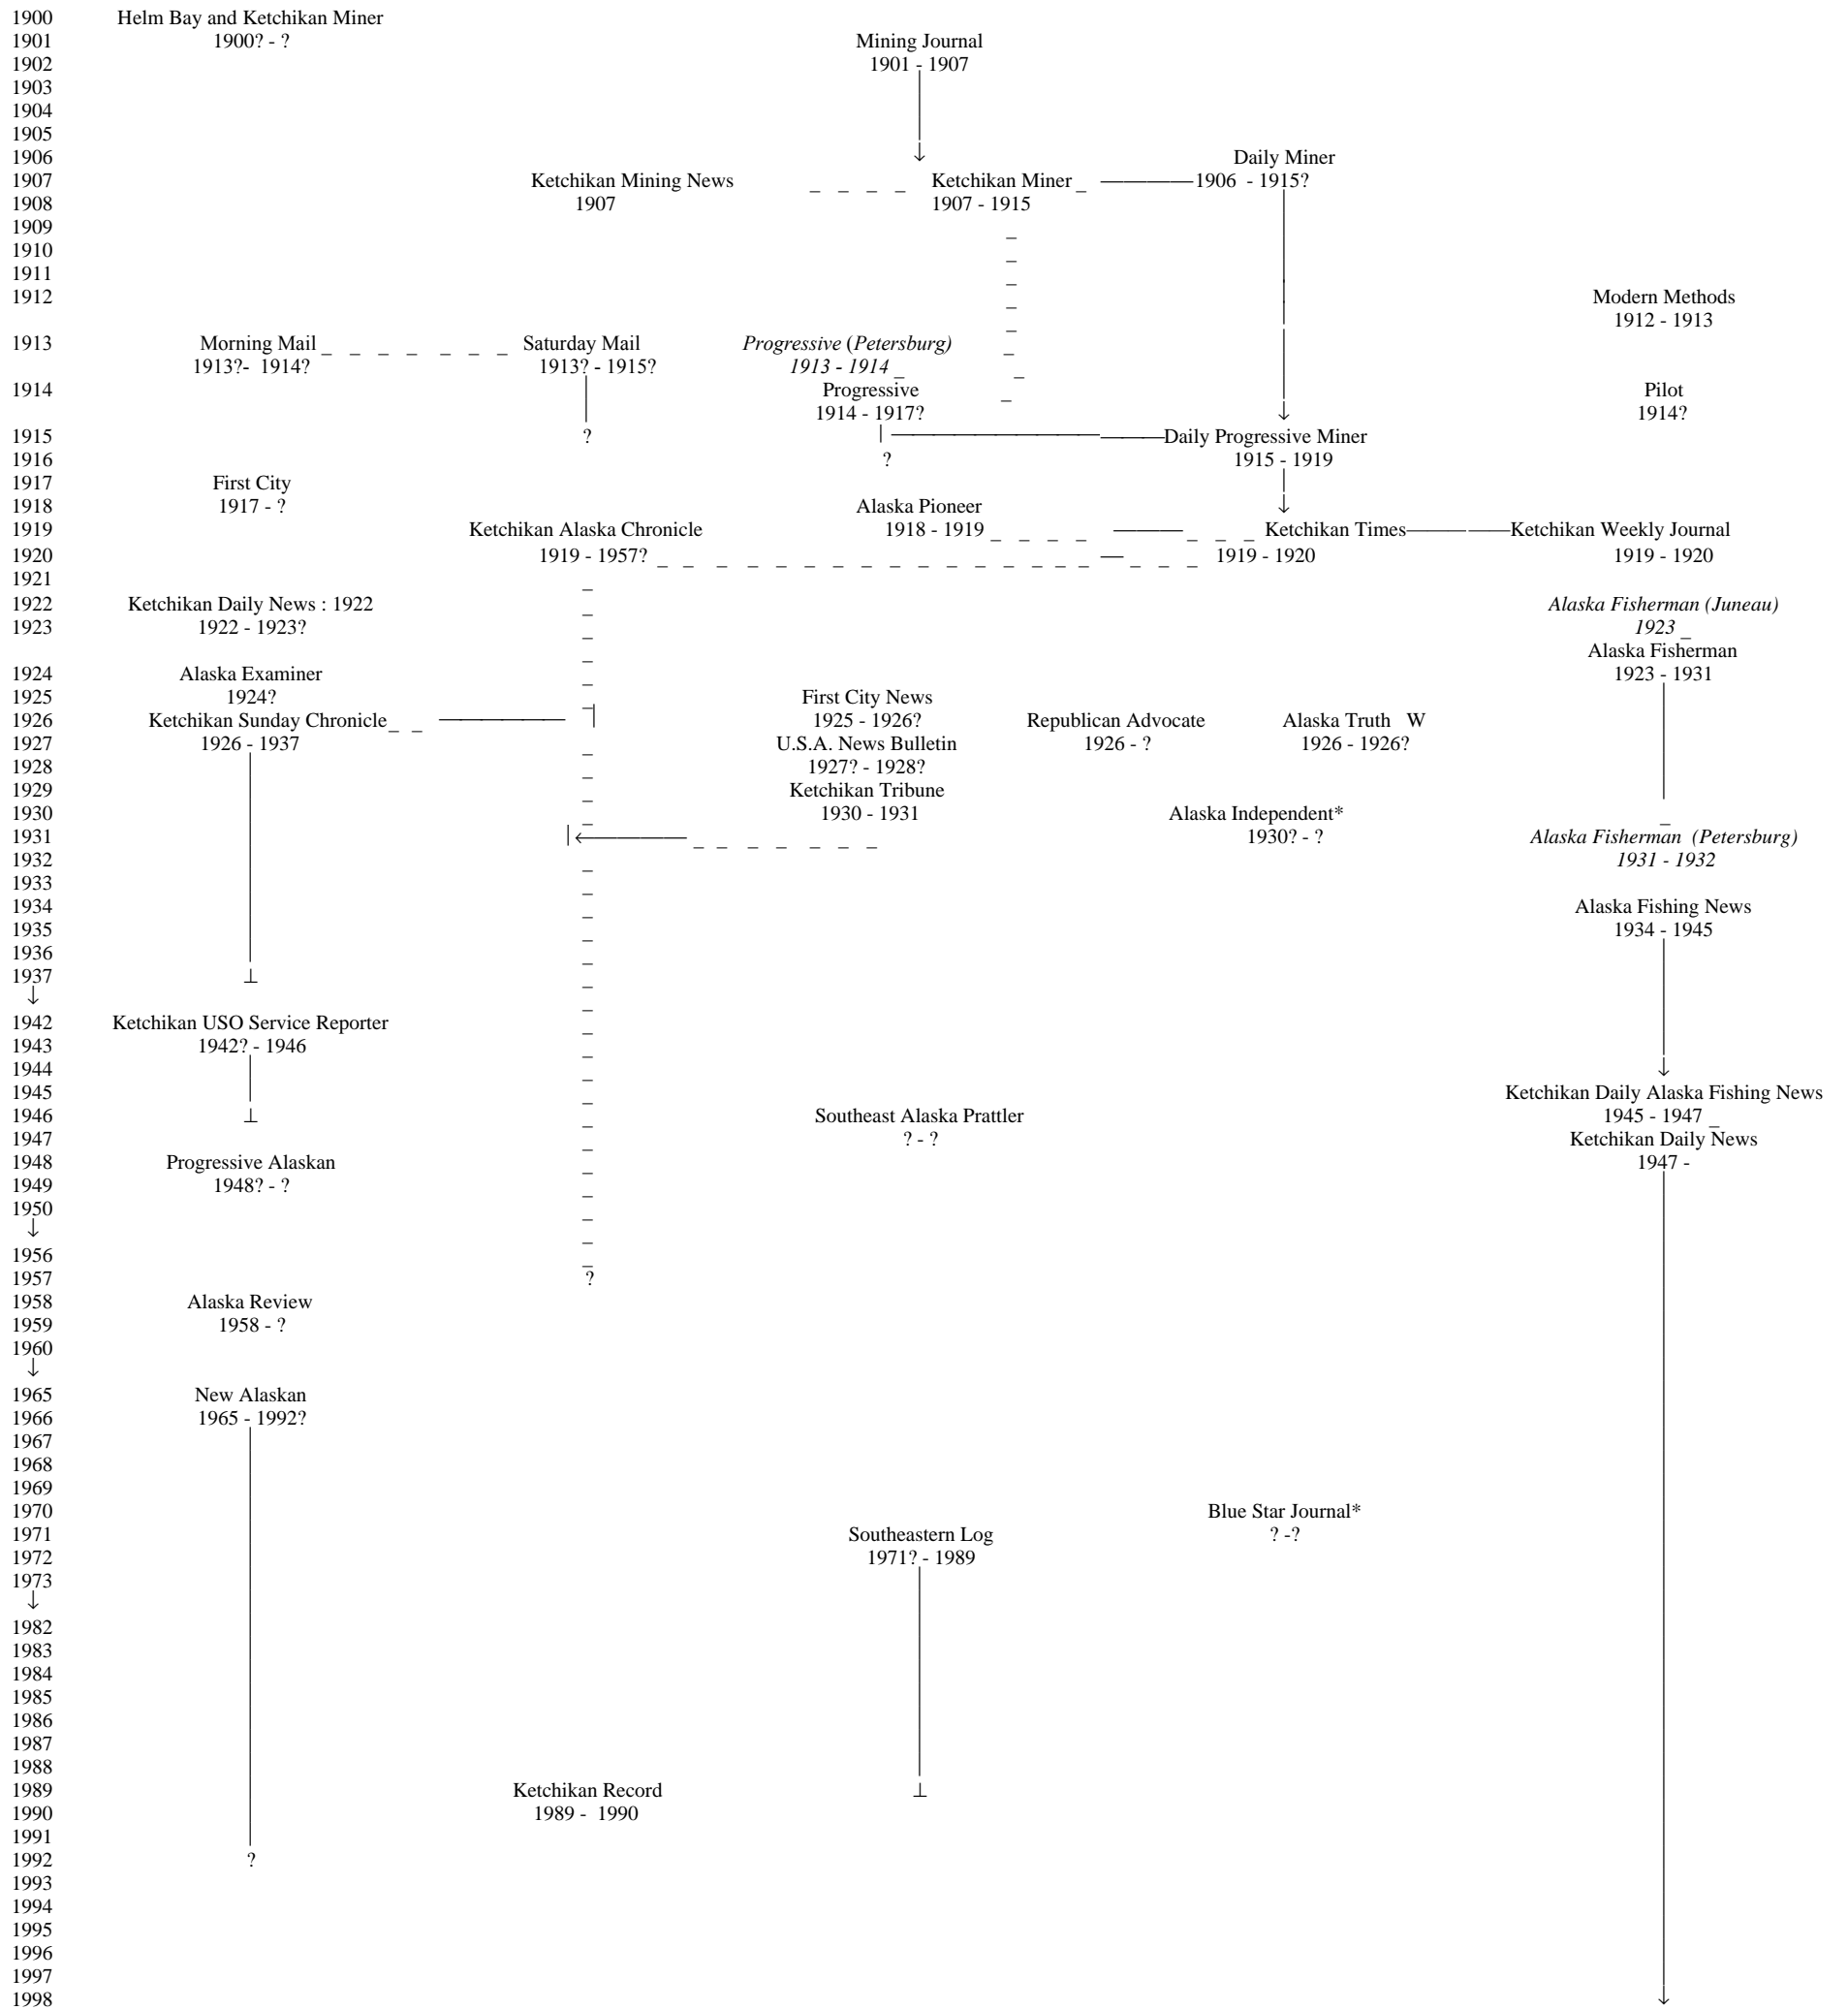 1900 Helm Bay and Ketchikan Miner
1901 1900? - ? Mining Journal
1902 1901 - 1907
1903
1904
1905
1906 Daily Miner
1907 Ketchikan Mining News Ketchikan Miner 1906 - 1915?
1908 1907 1907 - 1915
1909
1910
1911
1912 Modern Methods
1912 - 1913
1913 Morning Mail Saturday Mail Progressive (Petersburg)
1913?- 1914? 1913? - 1915? 1913 - 1914
1914 Progressive Pilot
1914 - 1917? 1914?
1915 ? Daily Progressive Miner
1916 ? 1915 - 1919
1917 First City
1918 1917 - ? Alaska Pioneer
1919 Ketchikan Alaska Chronicle 1918 - 1919 Ketchikan Times Ketchikan Weekly Journal
1920 1919 - 1957? 1919 - 1920 1919 - 1920
1921
1922 Ketchikan Daily News : 1922 Alaska Fisherman (Juneau)
1923 1922 - 1923? 1923
Alaska Fisherman
1924 Alaska Examiner 1923 - 1931
1925 1924? First City News
1926 Ketchikan Sunday Chronicle 1925 - 1926? Republican Advocate Alaska Truth W
1927 1926 - 1937 U.S.A. News Bulletin 1926 - ? 1926 - 1926?
1928 1927? - 1928?
1929 Ketchikan Tribune
1930 1930 - 1931 Alaska Independent*
1931 1930? - ? Alaska Fisherman (Petersburg)
1932 1931 - 1932
1933
1934 Alaska Fishing News
1935 1934 - 1945
1936
1937
1942 Ketchikan USO Service Reporter
1943 1942? - 1946
1944
1945 Ketchikan Daily Alaska Fishing News
1946 Southeast Alaska Prattler 1945 - 1947
1947 ? - ? Ketchikan Daily News
1948 Progressive Alaskan 1947 -
1949 1948? - ?
1950
1956
1957 ?
1958 Alaska Review
1959 1958 - ?
1960
1965 New Alaskan
1966 1965 - 1992?
1967
1968
1969
1970 Blue Star Journal*
1971 Southeastern Log ? -?
1972 1971? - 1989
1973
1982
1983
1984
1985
1986
1987
1988
1989 Ketchikan Record
1990 1989 - 1990
1991
1992 ?
1993
1994
1995
1996
1997
1998